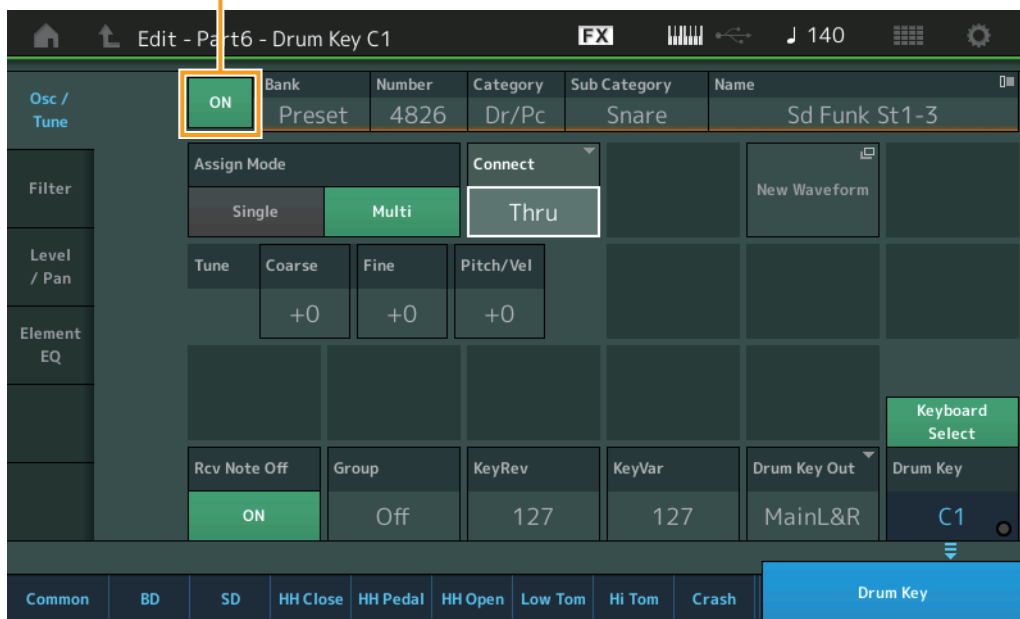 Edit - Part6 - Drum Key C1 FX 140
Osc / Tune
ON
Bank Preset
Number 4826
Category Dr/Pc
Sub Category Snare
Name Sd Funk St1-3
Filter
Assign Mode
Single Multi
Connect
Thru
New Waveform
Level / Pan
Tune
Coarse +0
Fine +0
Pitch/Vel +0
Element EQ
Keyboard Select
Rcv Note Off ON
Group Off
KeyRev 127
KeyVar 127
Drum Key Out MainL&R
Drum Key C1
Common BD SD HH Close HH Pedal HH Open Low Tom Hi Tom Crash Drum Key